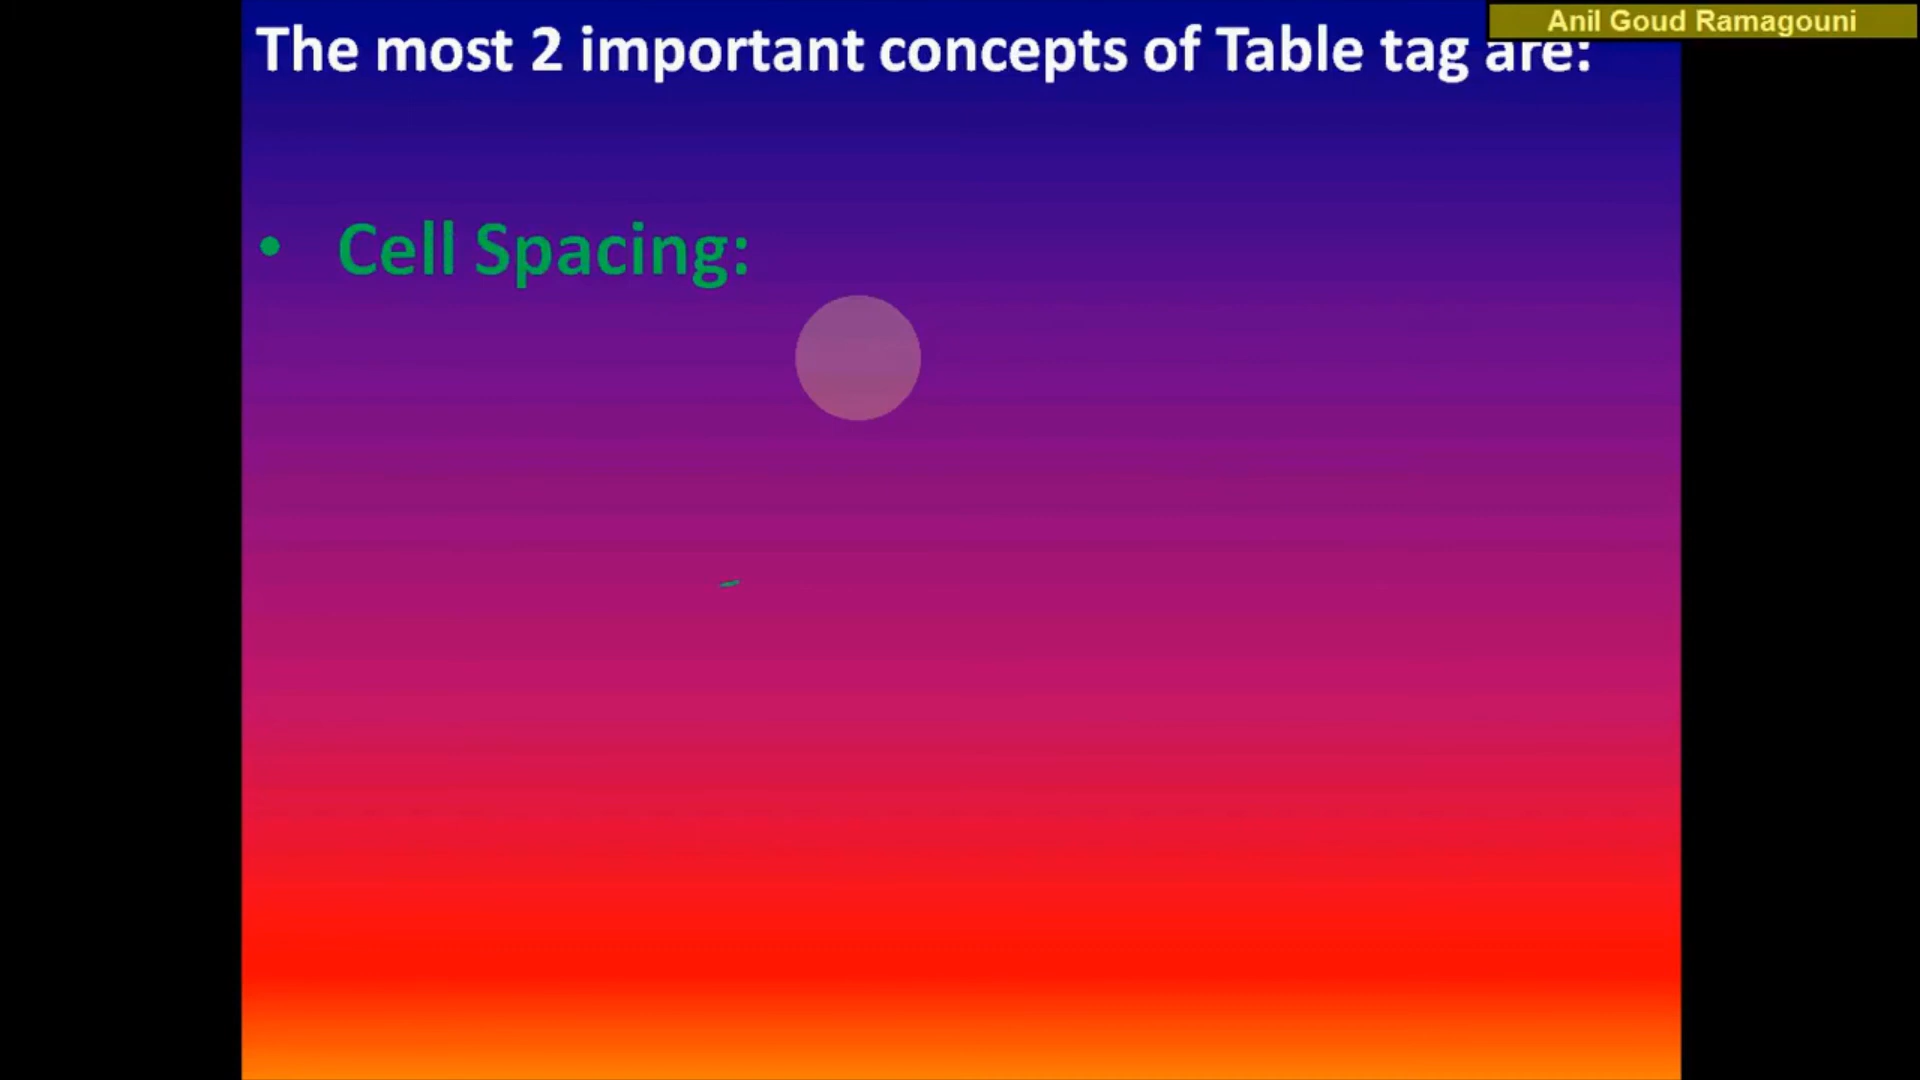 Anil Goud Ramagouni
The most 2 important concepts of Table tag are:
• Cell Spacing: